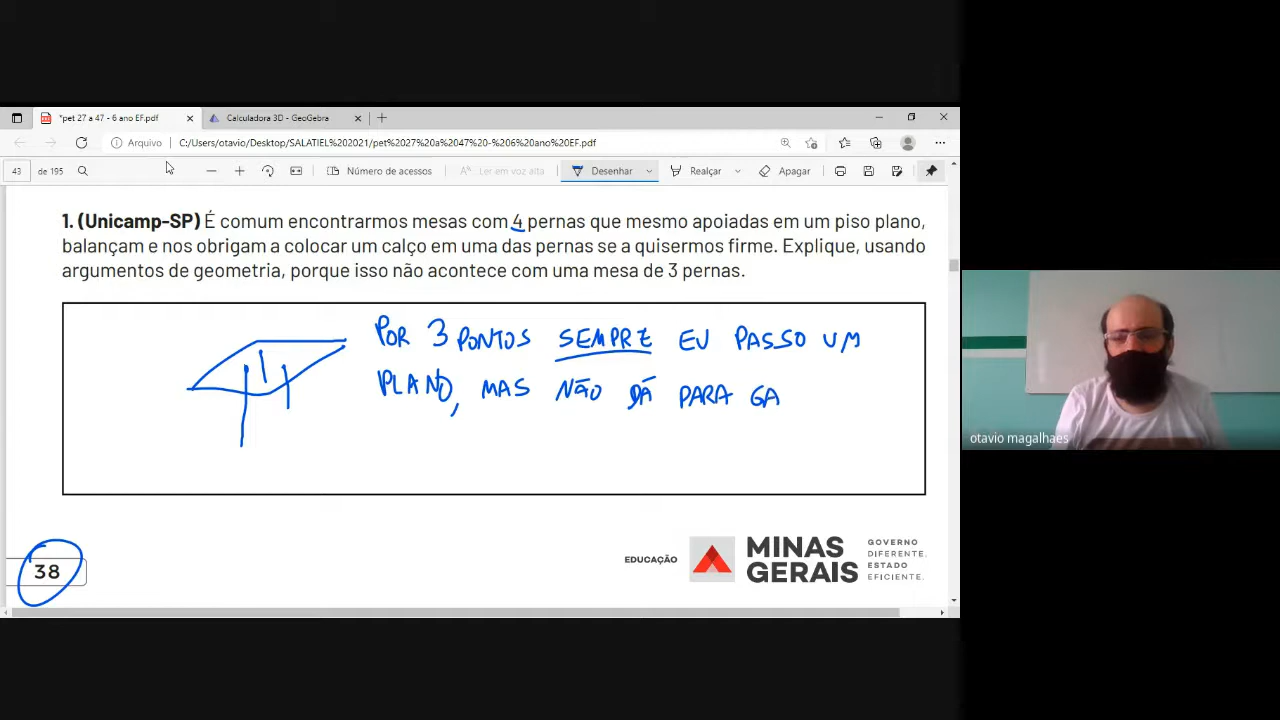 *pet 27 a 47 - 6 ano EF.pdf
Calculadora 3D - GeoGebra
Arquivo
C:/Users/otavio/Desktop/SALATIEL%202021/pet%2027%20a%2047%20-%206%20ano%20EF.pdf
43 de 195
Número de acessos
Ler em voz alta
Desenhar
Realçar
Apagar
1. (Unicamp-SP) É comum encontrarmos mesas com 4 pernas que mesmo apoiadas em um piso plano,
balançam e nos obrigam a colocar um calço em uma das pernas se a quisermos firme. Explique, usando
argumentos de geometria, porque isso não acontece com uma mesa de 3 pernas.
POR 3 PONTOS SEMPRE EU PASSO UM
PLANO, MAS NÃO DÁ PARA GA
38
EDUCAÇÃO
MINAS
GERAIS
GOVERNO
DIFERENTE.
ESTADO
EFICIENTE.
otavio magalhaes